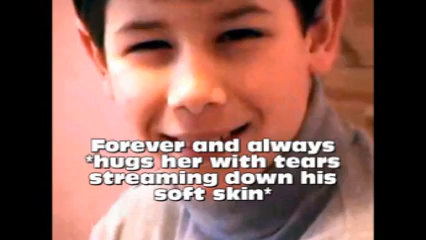 Forever and always
*hugs her with tears
streaming down his
soft skin*